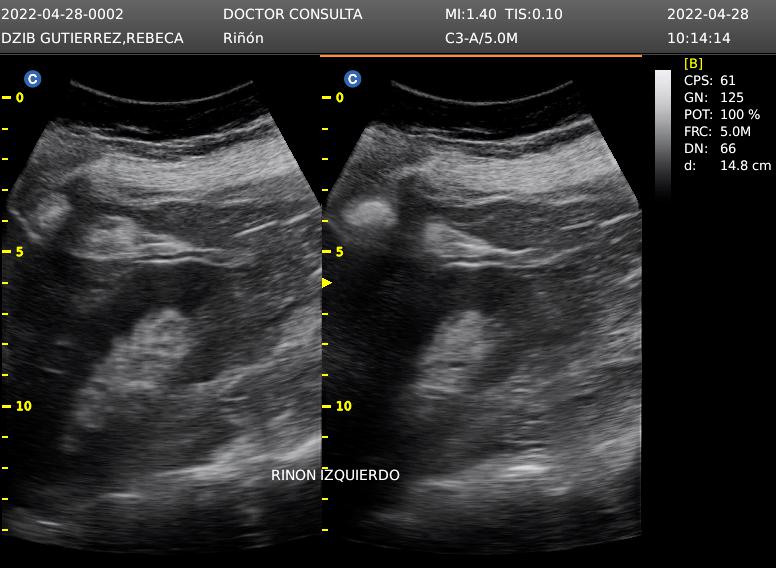 2022-04-28-0002 DOCTOR CONSULTA MI:1.40 TIS:0.10 2022-04-28
DZIB GUTIERREZ,REBECA Riñón C3-A/5.0M 10:14:14
[B]
CPS: 61
GN: 125
POT: 100 %
FRC: 5.0M
DN: 66
d: 14.8 cm
C C
0 0
5 5
10 10
RINON IZQUIERDO